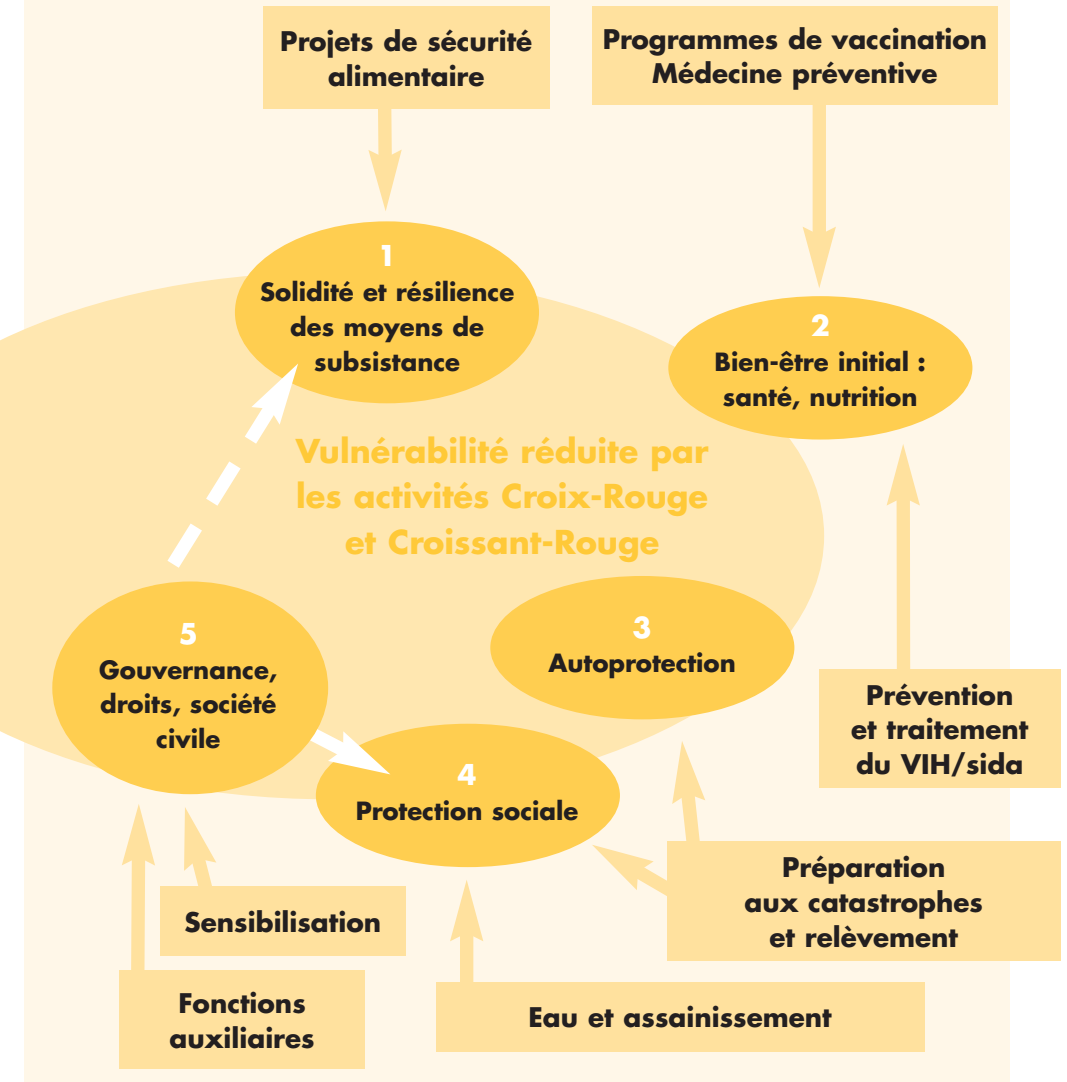 Projets de sécurité
alimentaire
Programmes de vaccination
Médecine préventive
1
Solidité et résilience
des moyens de
subsistance
2
Bien-être initial :
santé, nutrition
Vulnérabilité réduite par
les activités Croix-Rouge
et Croissant-Rouge
3
Autoprotection
5
Gouvernance,
droits, société
civile
4
Protection sociale
Prévention
et traitement
du VIH/sida
Préparation
aux catastrophes
et relèvement
Sensibilisation
Fonctions
auxiliaires
Eau et assainissement